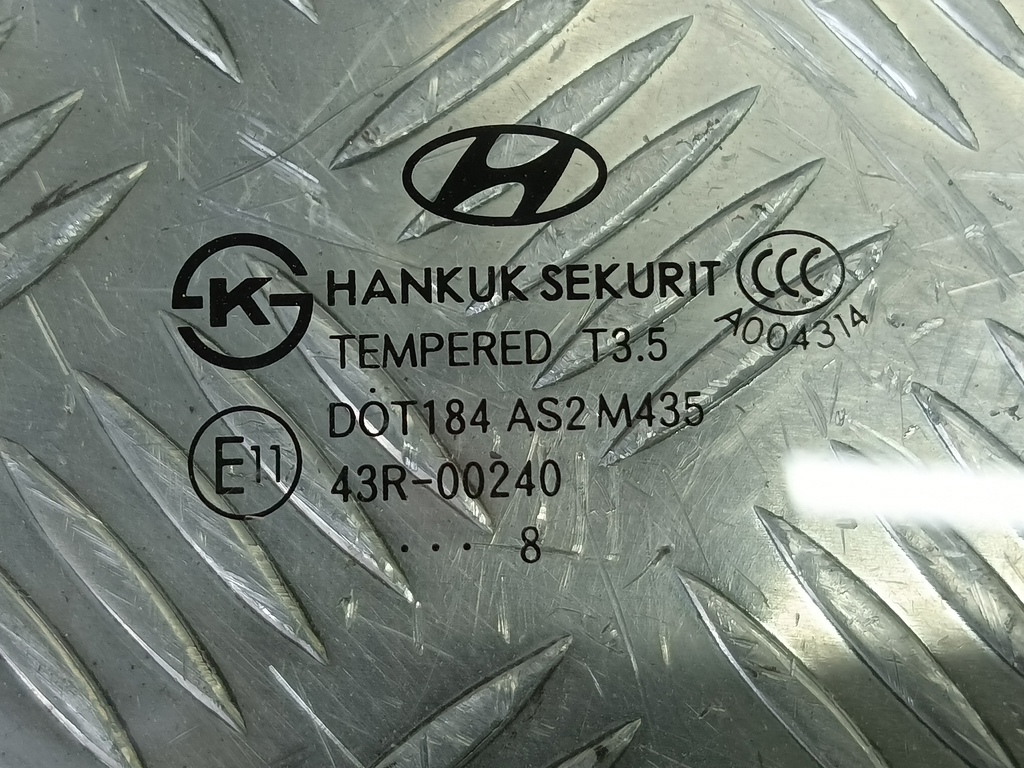 K HANKUK SEKURIT CCC
A004314
TEMPERED T3.5
DOT184 AS2 M435
E11
43R-00240
... 8